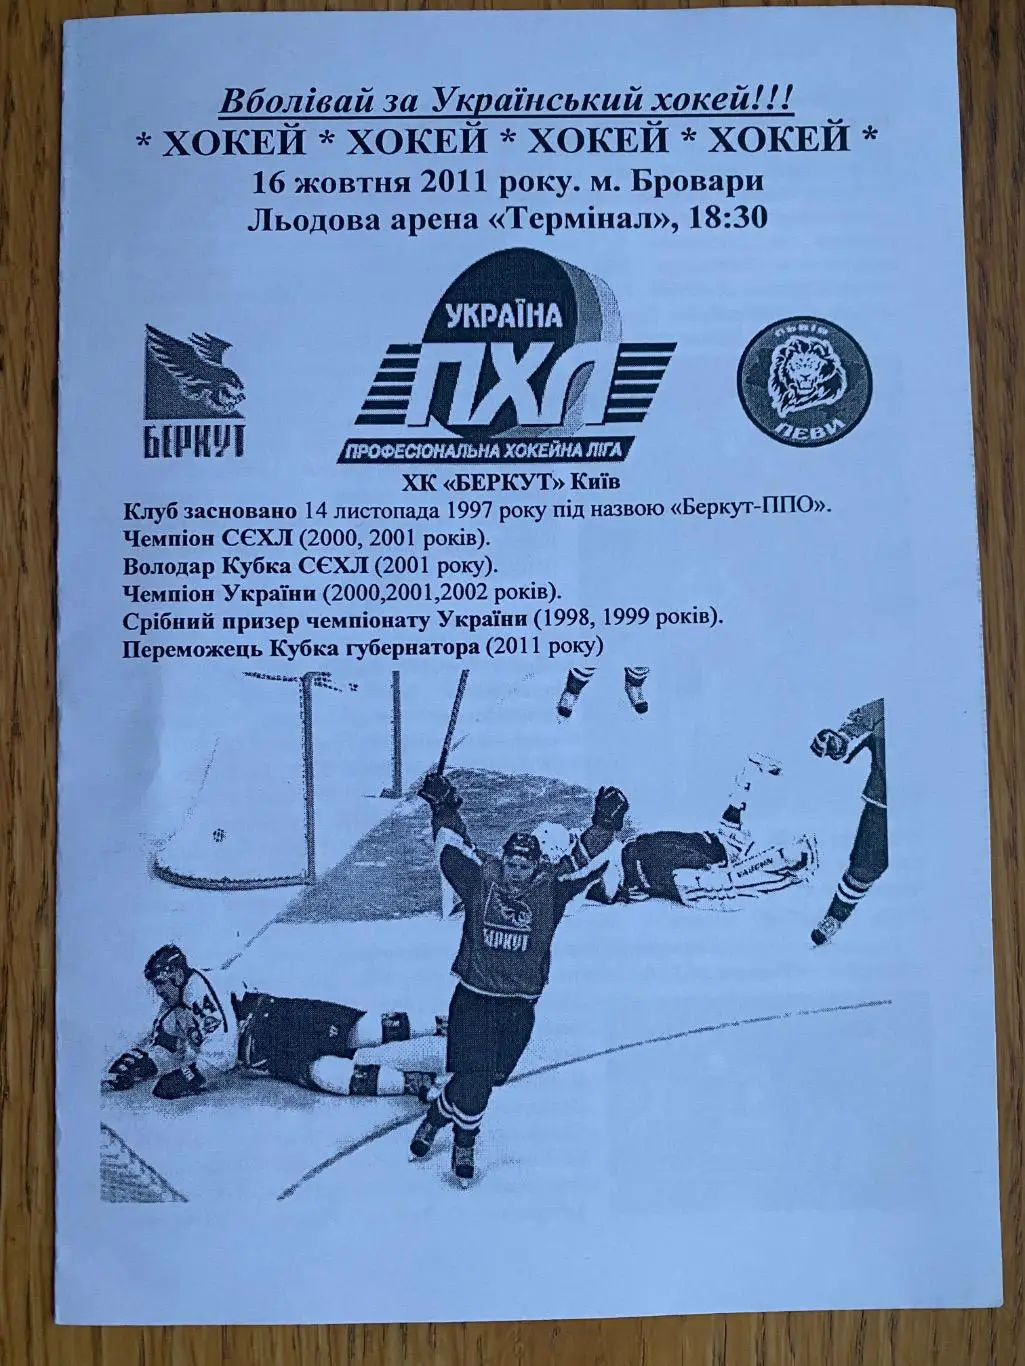 Вболівай за Український хокей!!!
* ХОКЕЙ * ХОКЕЙ * ХОКЕЙ * ХОКЕЙ *
16 жовтня 2011 року. м. Бровари
Льодова арена «Термінал», 18:30
УКРАЇНА
ПХЛ
ПРОФЕСІОНАЛЬНА ХОКЕЙНА ЛІГА
БЕРКУТ
ЛЬВІВ
ЛЕВИ
ХК «БЕРКУТ» Київ
Клуб засновано 14 листопада 1997 року під назвою «Беркут-ППО».
Чемпіон СЄХЛ (2000, 2001 років).
Володар Кубка СЄХЛ (2001 року).
Чемпіон України (2000,2001,2002 років).
Срібний призер чемпіонату України (1998, 1999 років).
Переможець Кубка губернатора (2011 року)
VAUGHN
БЕРКУТ
44